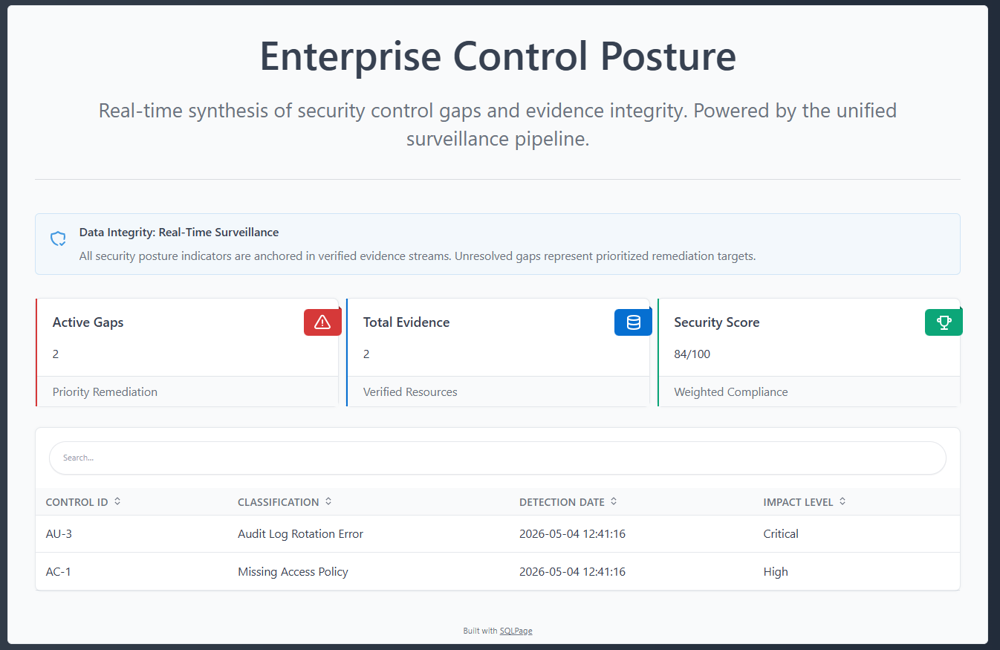 Enterprise Control Posture
Real-time synthesis of security control gaps and evidence integrity. Powered by the unified
surveillance pipeline.
Data Integrity: Real-Time Surveillance
All security posture indicators are anchored in verified evidence streams. Unresolved gaps represent prioritized remediation targets.
Active Gaps
2
Priority Remediation
Total Evidence
2
Verified Resources
Security Score
84/100
Weighted Compliance
Search...
CONTROL ID CLASSIFICATION DETECTION DATE IMPACT LEVEL
AU-3 Audit Log Rotation Error 2026-05-04 12:41:16 Critical
AC-1 Missing Access Policy 2026-05-04 12:41:16 High
Built with SQLPage